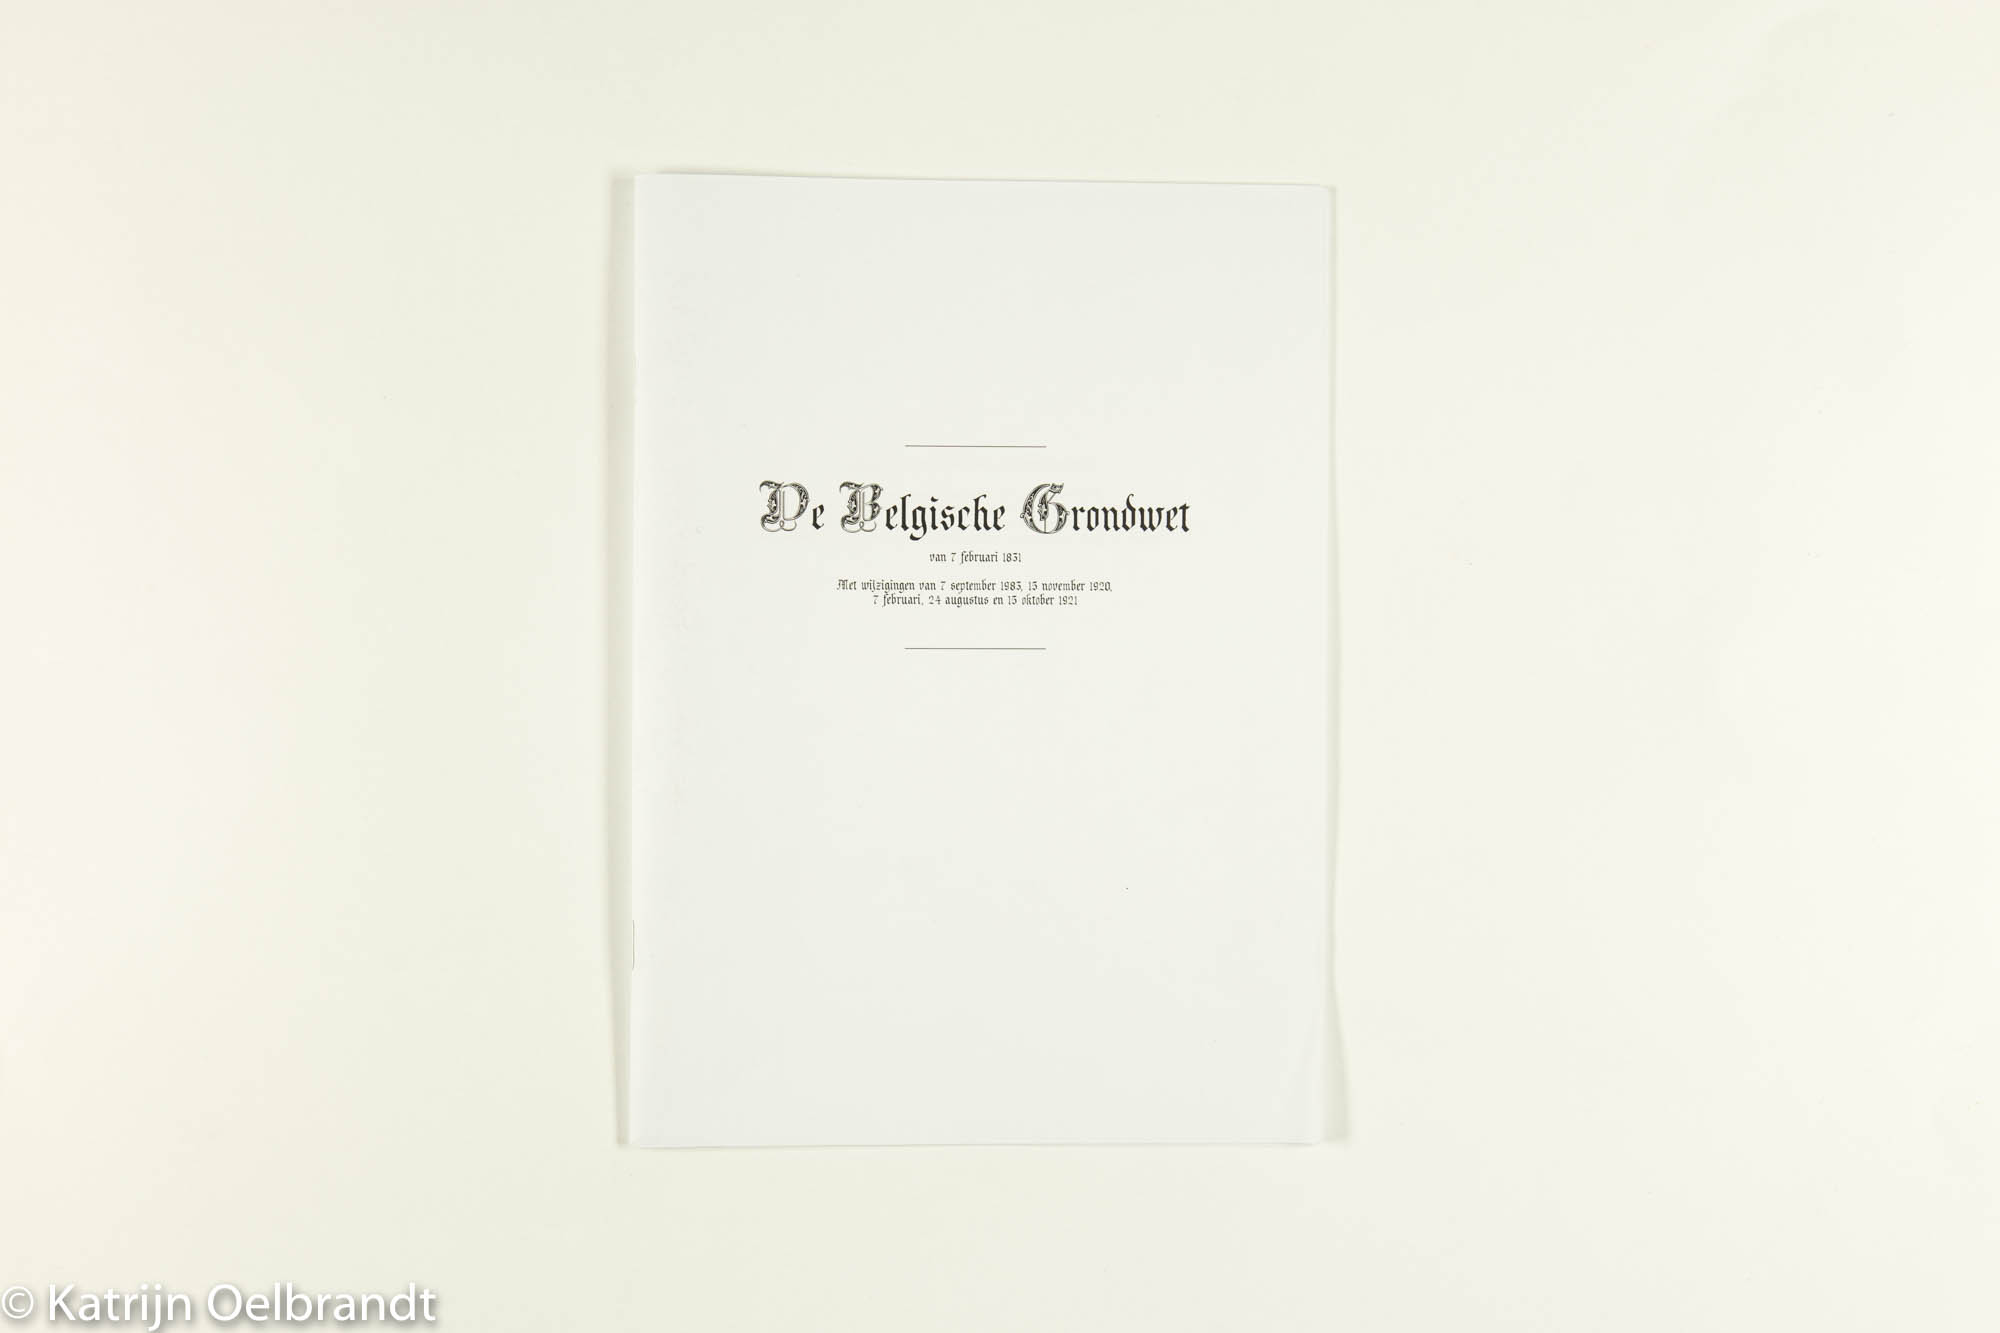 De Belgische Grondwet
van 7 februari 1831
Met wijzigingen van 7 september 1983, 15 november 1920,
7 februari, 24 augustus en 15 oktober 1921
© Katrijn Oelbrandt